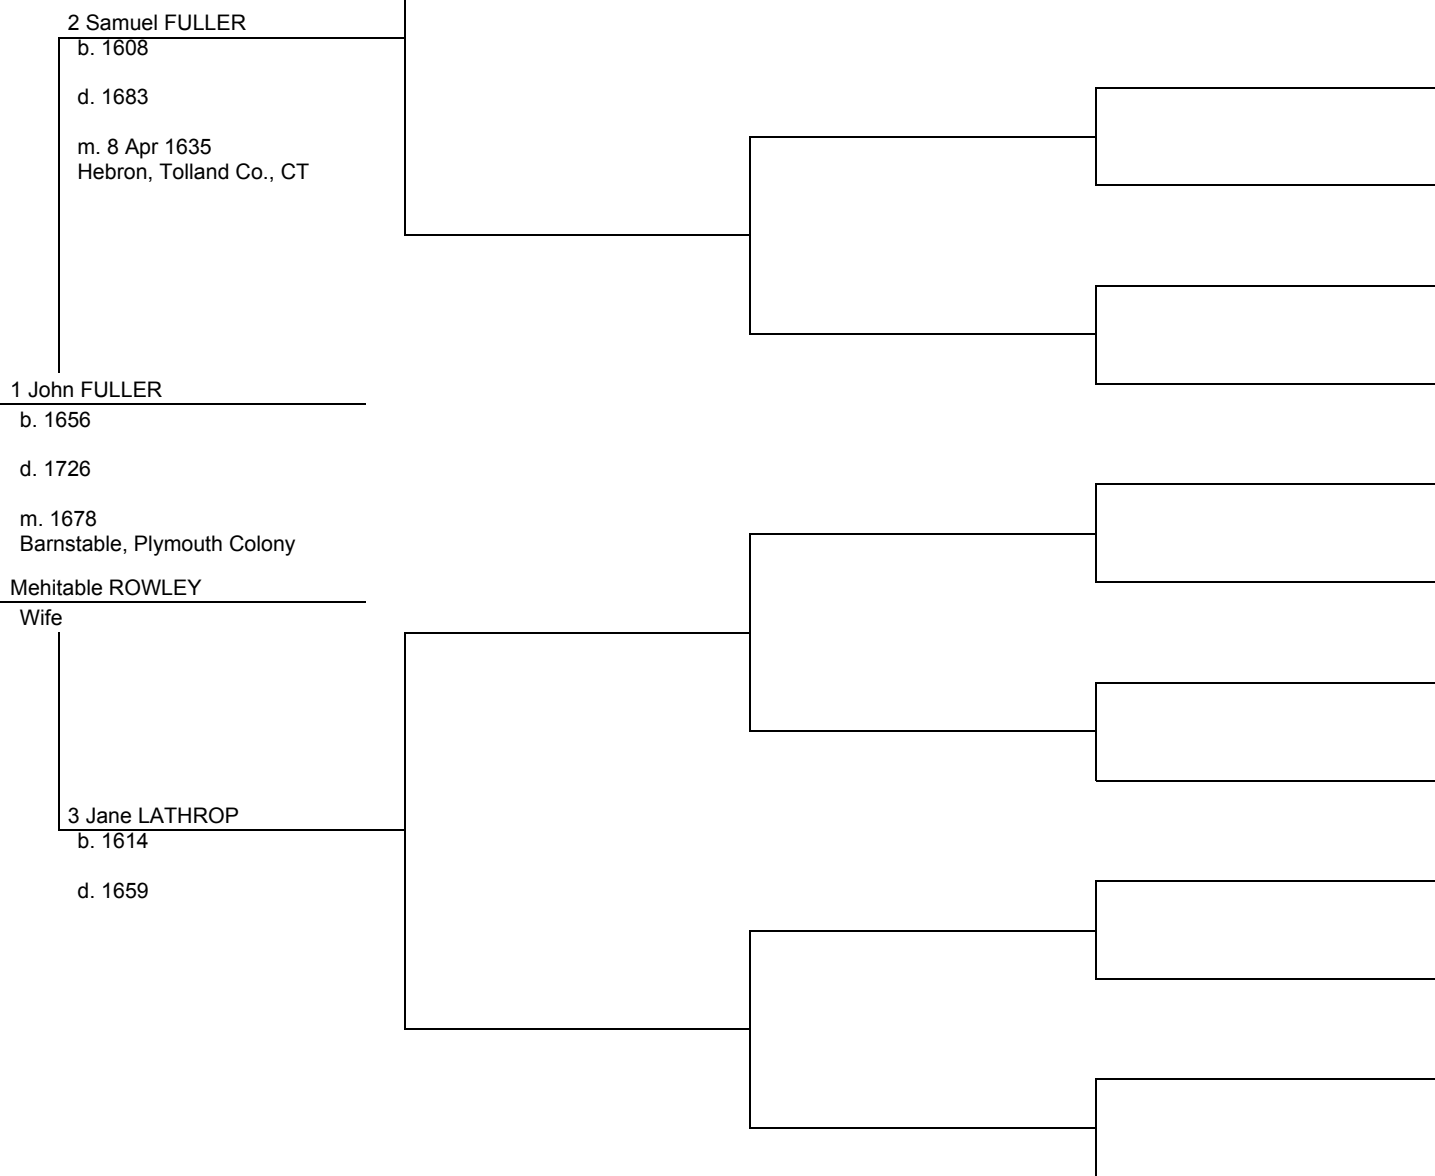 2 Samuel FULLER
b. 1608
d. 1683
m. 8 Apr 1635
Hebron, Tolland Co., CT
1 John FULLER
b. 1656
d. 1726
m. 1678
Barnstable, Plymouth Colony
Mehitable ROWLEY
Wife
3 Jane LATHROP
b. 1614
d. 1659